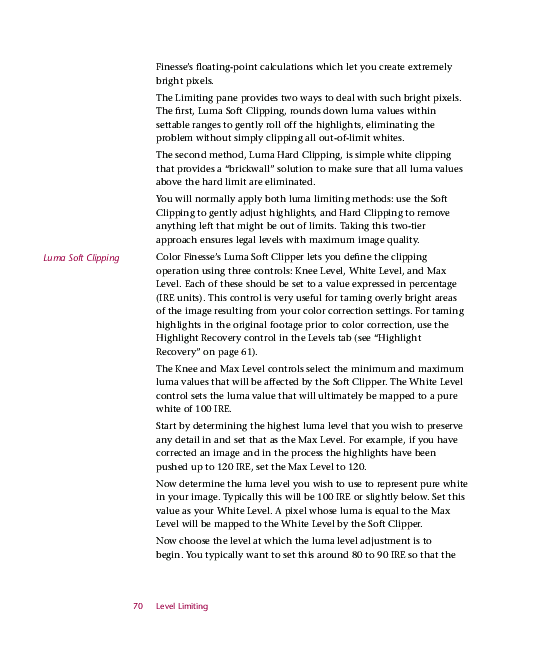 Finesse's floating-point calculations which let you create extremely
bright pixels.
The Limiting pane provides two ways to deal with such bright pixels.
The first, Luma Soft Clipping, rounds down luma values within
settable ranges to gently roll off the highlights, eliminating the
problem without simply clipping all out-of-limit whites.
The second method, Luma Hard Clipping, is simple white clipping
that provides a “brickwall” solution to make sure that all luma values
above the hard limit are eliminated.
You will normally apply both luma limiting methods: use the Soft
Clipping to gently adjust highlights, and Hard Clipping to remove
anything left that might be out of limits. Taking this two-tier
approach ensures legal levels with maximum image quality.
Luma Soft Clipping
Color Finesse's Luma Soft Clipper lets you define the clipping
operation using three controls: Knee Level, White Level, and Max
Level. Each of these should be set to a value expressed in percentage
(IRE units). This control is very useful for taming overly bright areas
of the image resulting from your color correction settings. For taming
highlights in the original footage prior to color correction, use the
Highlight Recovery control in the Levels tab (see “Highlight
Recovery” on page 61).
The Knee and Max Level controls select the minimum and maximum
luma values that will be affected by the Soft Clipper. The White Level
control sets the luma value that will ultimately be mapped to a pure
white of 100 IRE.
Start by determining the highest luma level that you wish to preserve
any detail in and set that as the Max Level. For example, if you have
corrected an image and in the process the highlights have been
pushed up to 120 IRE, set the Max Level to 120.
Now determine the luma level you wish to use to represent pure white
in your image. Typically this will be 100 IRE or slightly below. Set this
value as your White Level. A pixel whose luma is equal to the Max
Level will be mapped to the White Level by the Soft Clipper.
Now choose the level at which the luma level adjustment is to
begin. You typically want to set this around 80 to 90 IRE so that the
70 Level Limiting